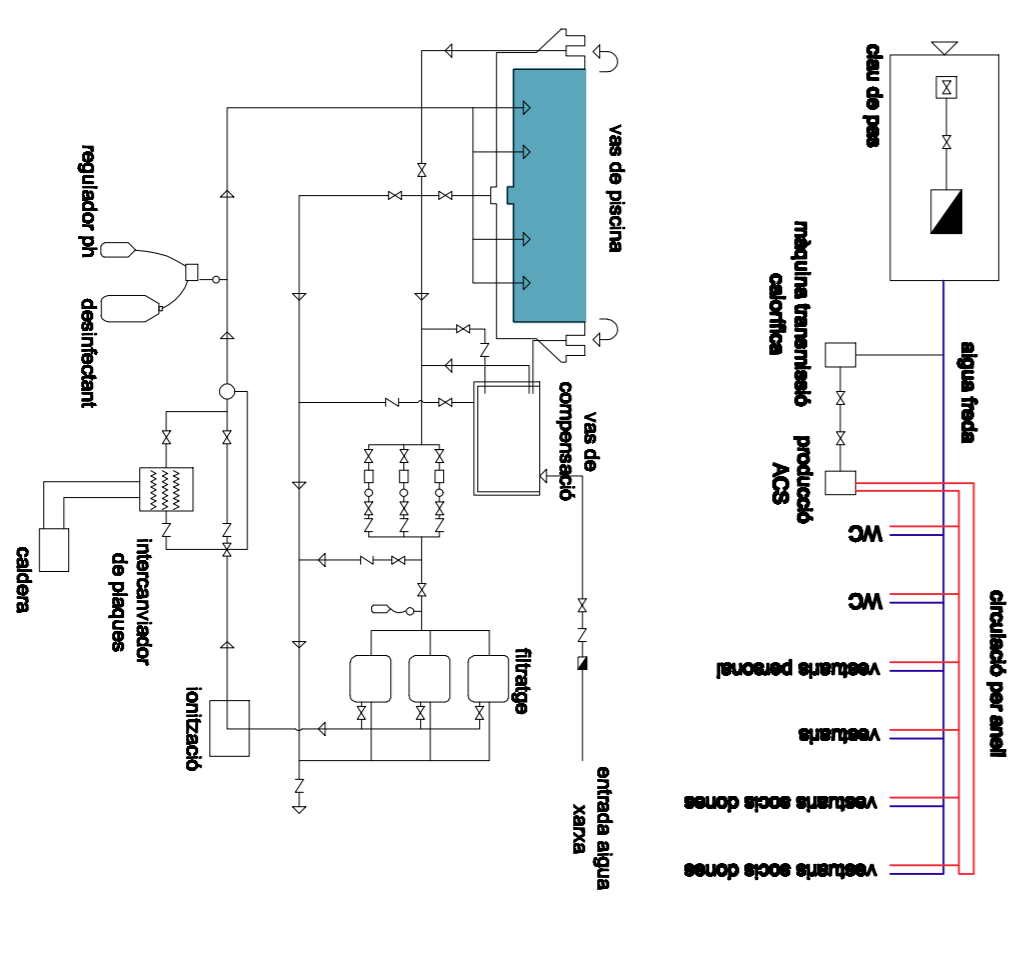 clau de pas
màquina transmissió
calorífica
producció
ACS
aigua freda
circulació per anell
WC
WC
vestuaris personal
vestuaris
vestuaris socis dones
vestuaris socis dones
vas de piscina
vas de
compensació
filtratge
entrada aigua
xarxa
regulador ph
desinfectant
intercanviador
de plaques
caldera
ionització